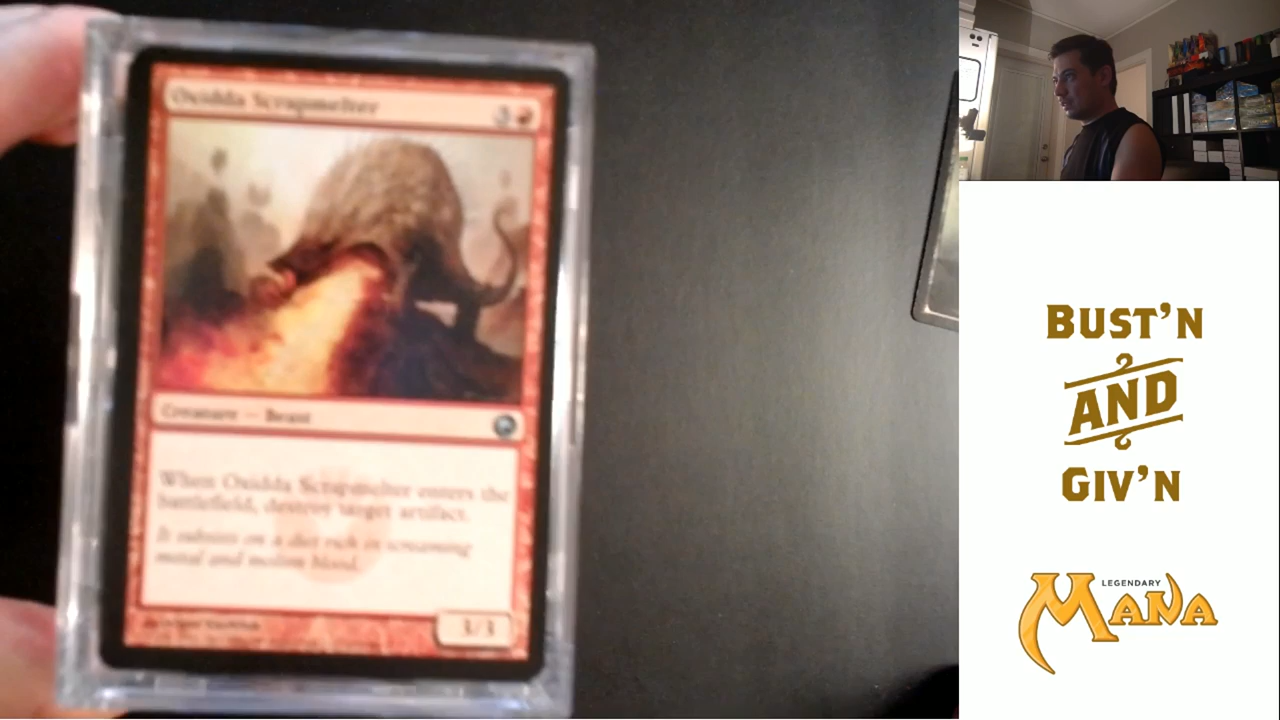 Oxidda Scrapmelter
3
Creature — Beast
When Oxidda Scrapmelter enters the
battlefield, destroy target artifact.
It subsists on a diet rich in screaming
metal and molten blood.
3/3
BUST'N
AND
GIV'N
LEGENDARY
MANA